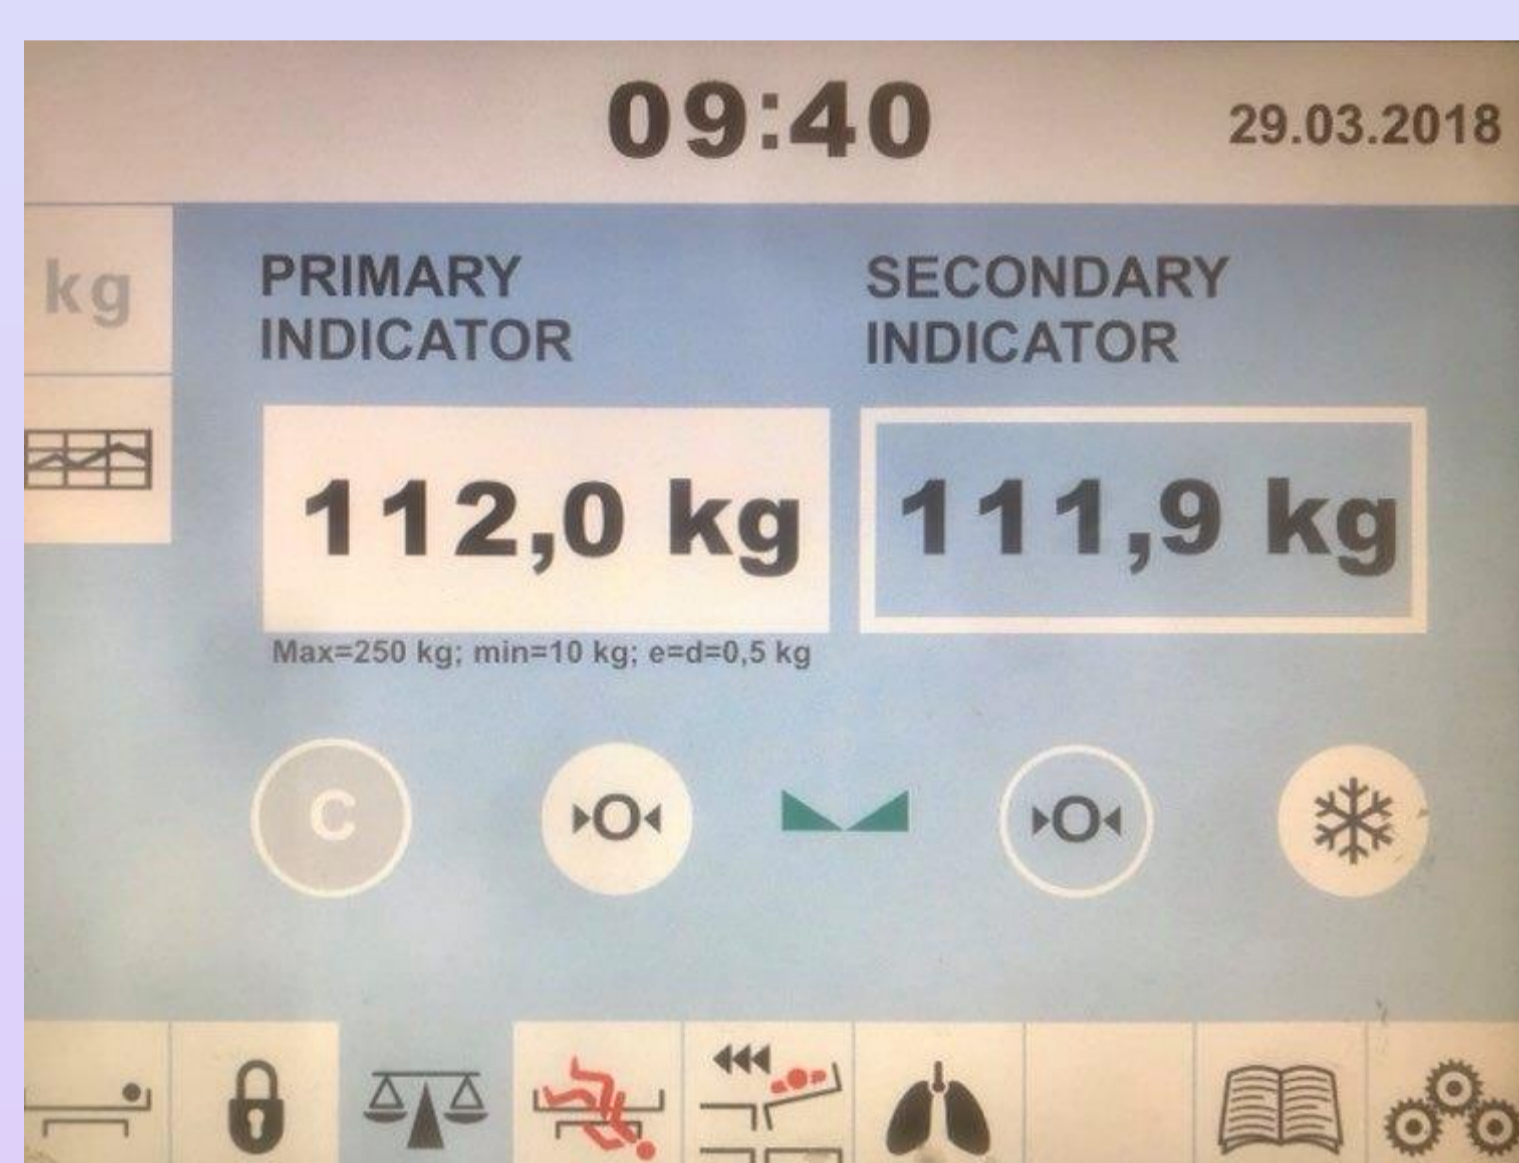 09:40
29.03.2018
kg
PRIMARY
INDICATOR
SECONDARY
INDICATOR
112,0 kg
111,9 kg
Max=250 kg; min=10 kg; e=d=0,5 kg
C
▸O◂
▸O◂